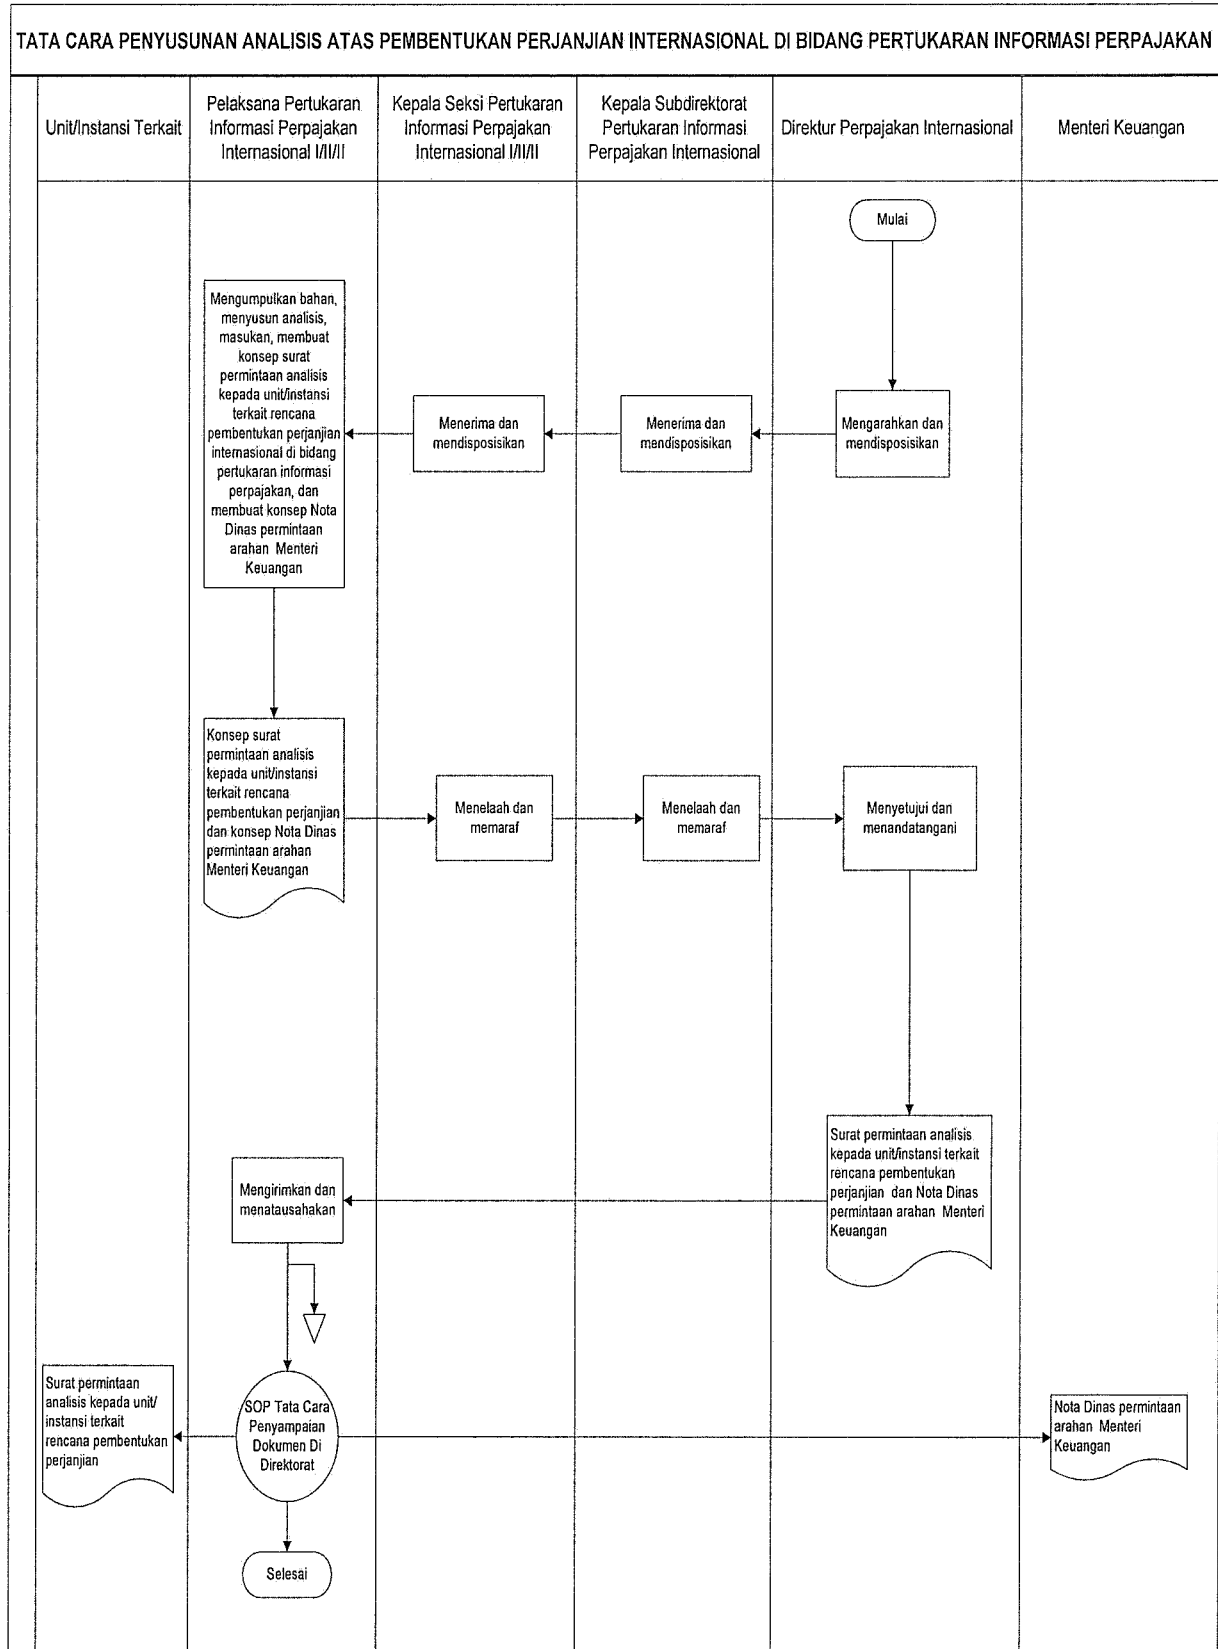 TATA CARA PENYUSUNAN ANALISIS ATAS PEMBENTUKAN PERJANJIAN INTERNASIONAL DI BIDANG PERTUKARAN INFORMASI PERPAJAKAN
Unit/Instansi Terkait
Pelaksana Pertukaran
Informasi Perpajakan
Internasional I/II/II
Kepala Seksi Pertukaran
Informasi Perpajakan
Internasional I/II/II
Kepala Subdirektorat
Pertukaran Informasi
Perpajakan Internasional
Direktur Perpajakan Internasional
Menteri Keuangan
Mulai
Mengumpulkan bahan,
menyusun analisis,
masukan, membuat
konsep surat
permintaan analisis
kepada unit/instansi
terkait rencana
pembentukan perjanjian
internasional di bidang
pertukaran informasi
perpajakan, dan
membuat konsep Nota
Dinas permintaan
arahan Menteri
Keuangan
Menerima dan
mendisposisikan
Menerima dan
mendisposisikan
Mengarahkan dan
mendisposisikan
Konsep surat
permintaan analisis
kepada unit/instansi
terkait rencana
pembentukan perjanjian
dan konsep Nota Dinas
permintaan arahan
Menteri Keuangan
Menelaah dan
memaraf
Menelaah dan
memaraf
Menyetujui dan
menandatangani
Surat permintaan analisis
kepada unit/instansi terkait
rencana pembentukan
perjanjian dan Nota Dinas
permintaan arahan Menteri
Keuangan
Mengirimkan dan
menatausahakan
Surat permintaan
analisis kepada unit/
instansi terkait
rencana pembentukan
perjanjian
SOP Tata Cara
Penyampaian
Dokumen Di
Direktorat
Nota Dinas permintaan
arahan Menteri
Keuangan
Selesai